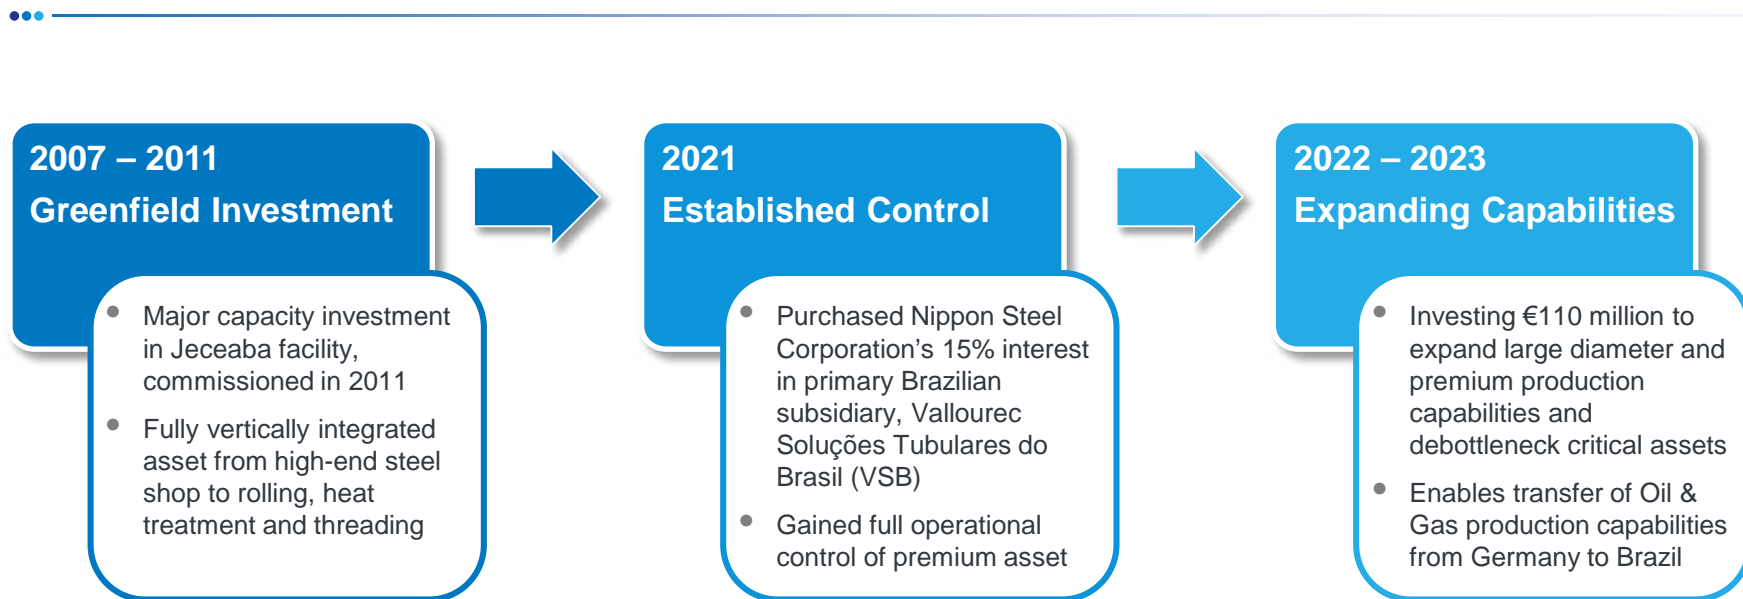 2007 – 2011
Greenfield Investment
• Major capacity investment
in Jeceaba facility,
commissioned in 2011
• Fully vertically integrated
asset from high-end steel
shop to rolling, heat
treatment and threading
2021
Established Control
• Purchased Nippon Steel
Corporation’s 15% interest
in primary Brazilian
subsidiary, Vallourec
Soluções Tubulares do
Brasil (VSB)
• Gained full operational
control of premium asset
2022 – 2023
Expanding Capabilities
• Investing €110 million to
expand large diameter and
premium production
capabilities and
debottleneck critical assets
• Enables transfer of Oil &
Gas production capabilities
from Germany to Brazil